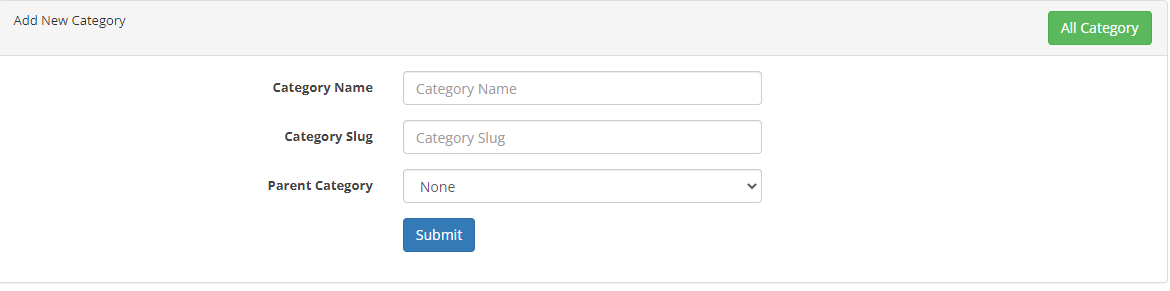 Add New Category
All Category
Category Name
Category Name
Category Slug
Category Slug
Parent Category
None
Submit